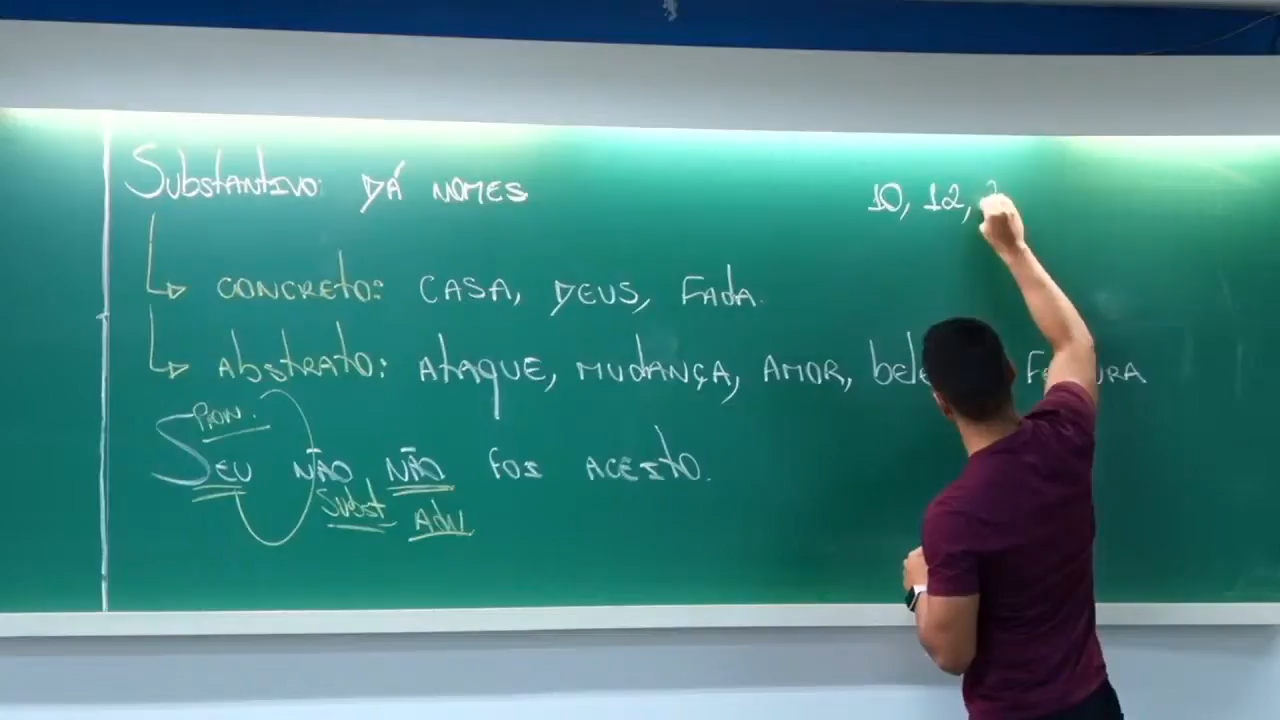 Substantivo: DÁ NOMES
10, 12,
CONCRETO: CASA, DEUS, FADA.
Abstrato: ATAQUE, MUDANÇA, AMOR,
Pron.
SEU NÃO NÃO FOI ACEITO.
Subst Adv